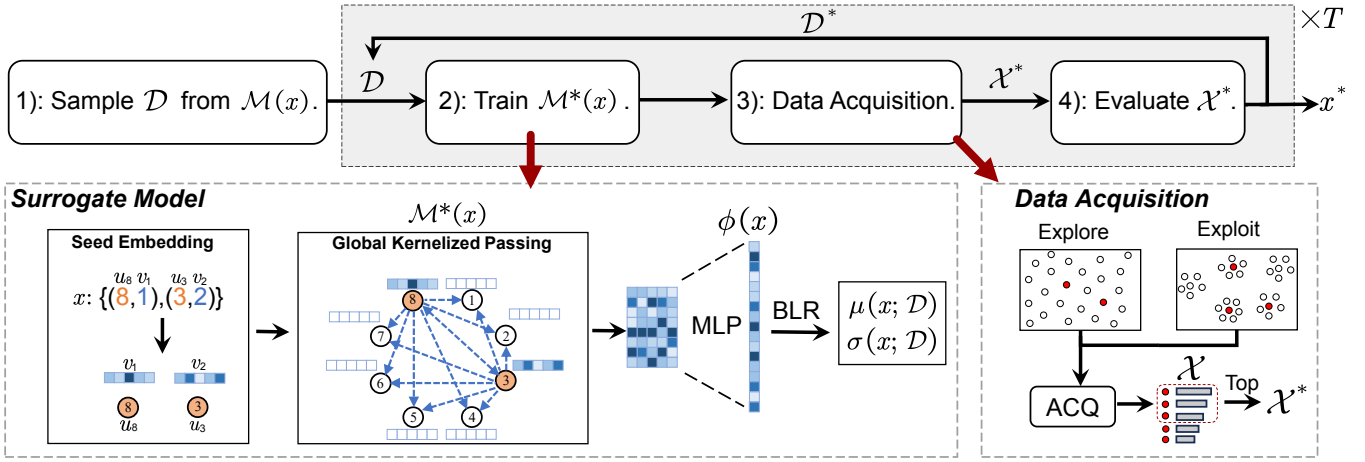 𝒟* ×T
1): Sample 𝒟 from ℳ(x).
𝒟
2): Train ℳ*(x).
3): Data Acquisition.
𝒳*
4): Evaluate 𝒳*.
x*
Surrogate Model
Seed Embedding
u₈ v₁ u₃ v₂
x: {(8,1),(3,2)}
v₁ v₂
8 3
u₈ u₃
ℳ*(x)
Global Kernelized Passing
8
1
7
2
6
3
5
4
MLP
ϕ(x)
BLR
μ(x; 𝒟)
σ(x; 𝒟)
Data Acquisition
Explore
Exploit
ACQ
𝒳
Top
𝒳*